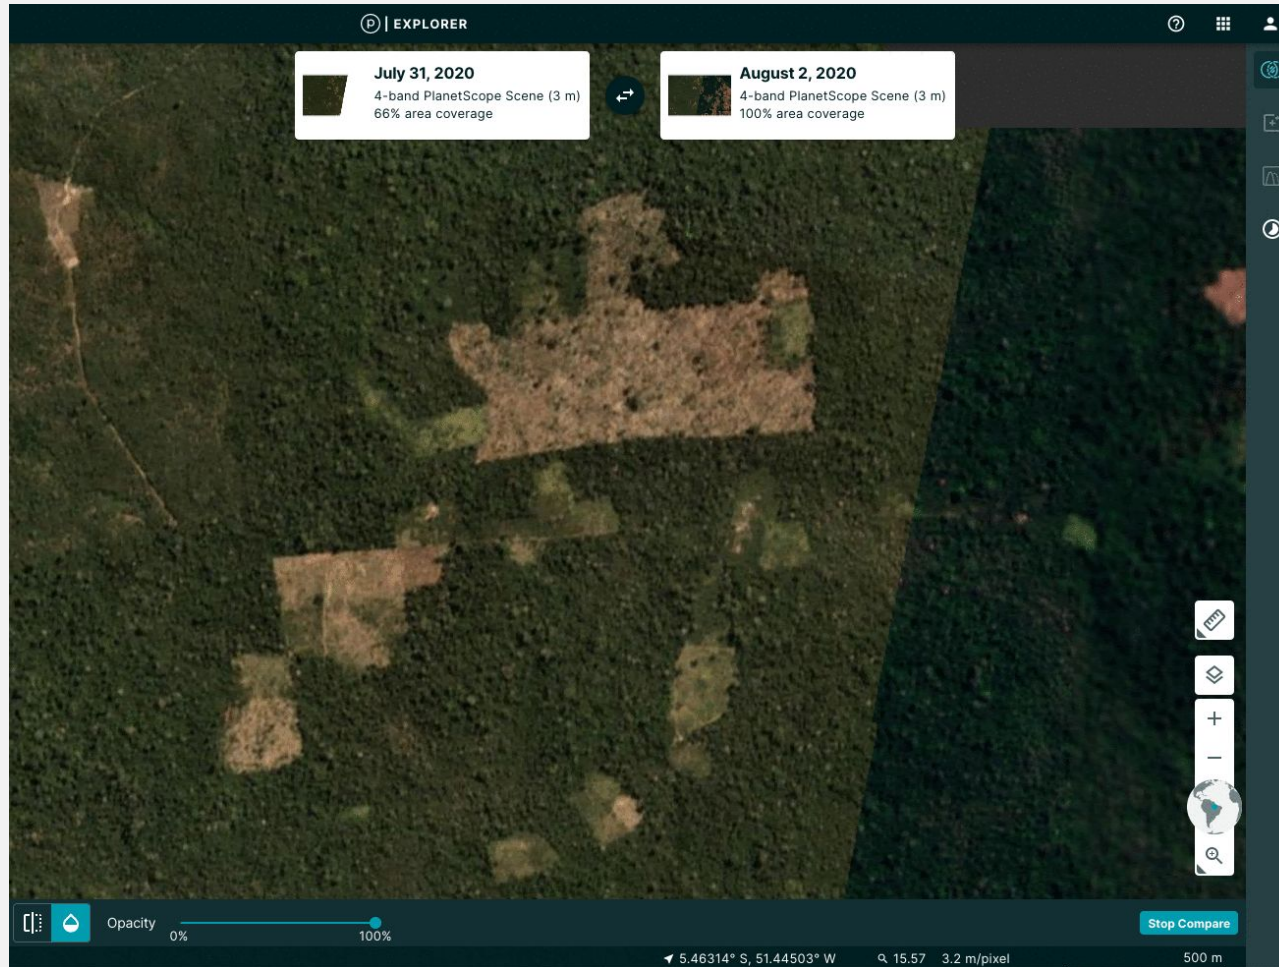 EXPLORER
July 31, 2020
4-band PlanetScope Scene (3 m)
66% area coverage
August 2, 2020
4-band PlanetScope Scene (3 m)
100% area coverage
Opacity
0%
100%
Stop Compare
5.46314° S, 51.44503° W
15.57
3.2 m/pixel
500 m